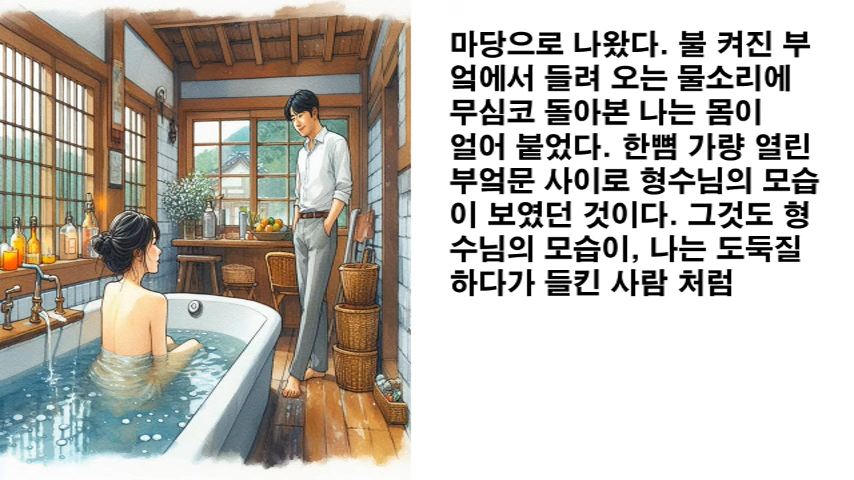 마당으로 나왔다. 불 켜진 부
엌에서 들려 오는 물소리에
무심코 돌아본 나는 몸이
얼어 붙었다. 한뼘 가량 열린
부엌문 사이로 형수님의 모습
이 보였던 것이다. 그것도 형
수님의 모습이, 나는 도둑질
하다가 들킨 사람 처럼